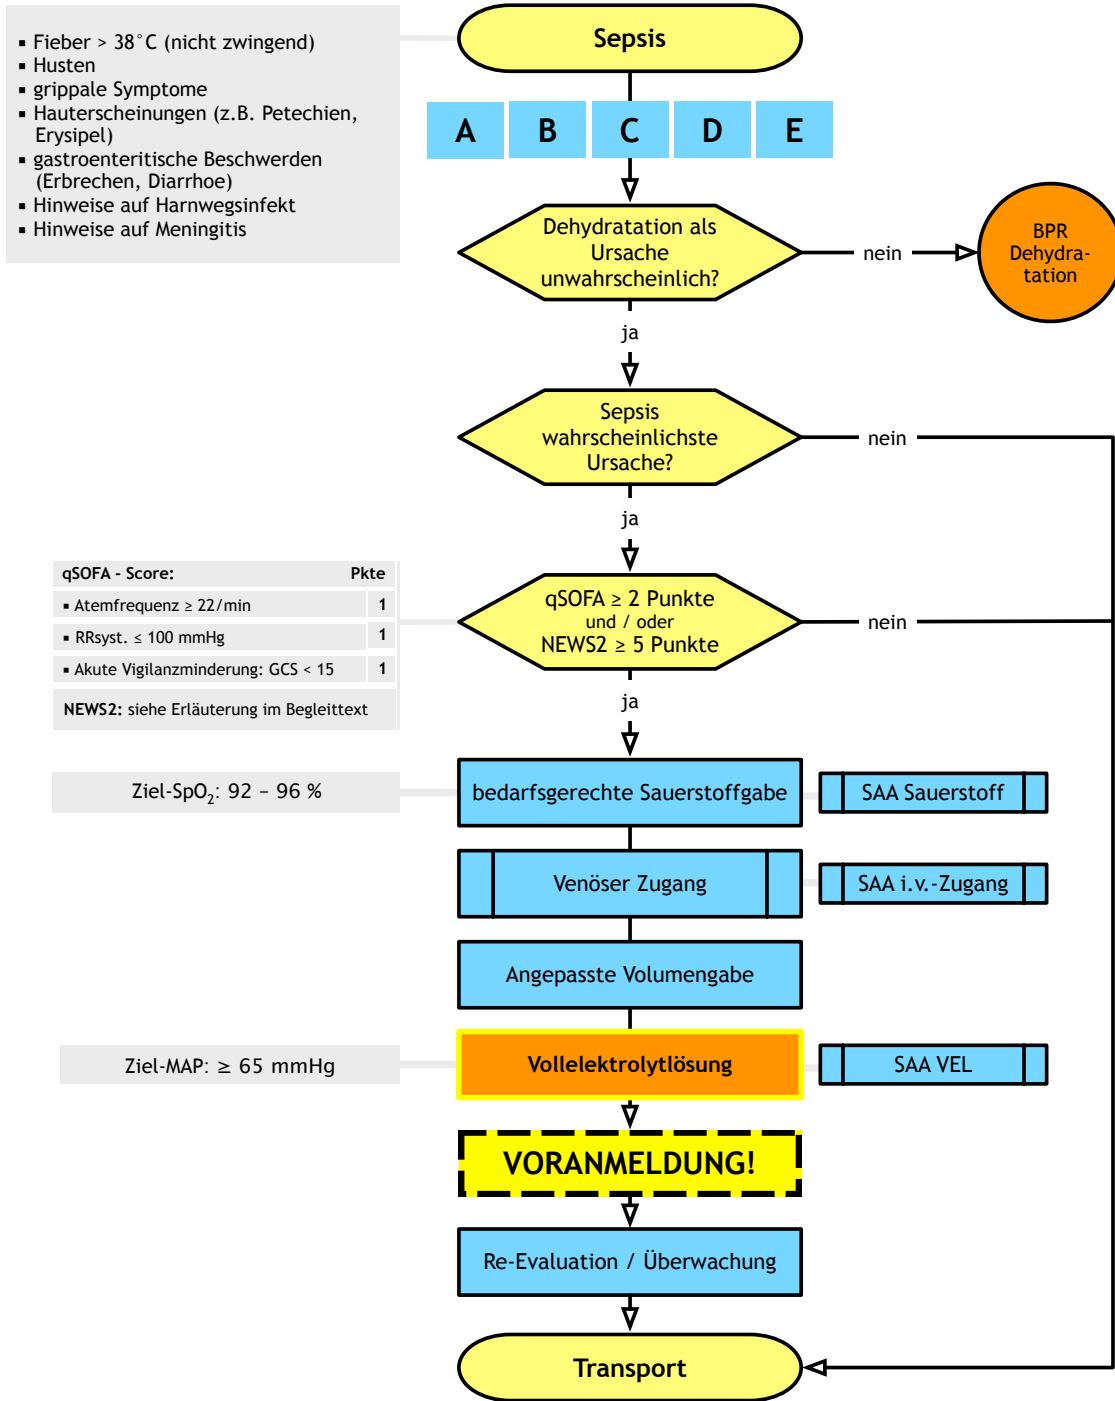 Sepsis
▪ Fieber > 38°C (nicht zwingend)
▪ Husten
▪ grippale Symptome
▪ Hauterscheinungen (z.B. Petechien,
Erysipel)
▪ gastroenteritische Beschwerden
(Erbrechen, Diarrhoe)
▪ Hinweise auf Harnwegsinfekt
▪ Hinweise auf Meningitis
A B C D E
Dehydratation als
Ursache
unwahrscheinlich?
nein
BPR
Dehydra-
tation
ja
Sepsis
wahrscheinlichste
Ursache?
nein
ja
qSOFA - Score: Pkte
▪ Atemfrequenz ≥ 22/min 1
▪ RRsyst. ≤ 100 mmHg 1
▪ Akute Vigilanzminderung: GCS < 15 1
NEWS2: siehe Erläuterung im Begleittext
qSOFA ≥ 2 Punkte
und / oder
NEWS2 ≥ 5 Punkte
nein
ja
Ziel-SpO₂: 92 – 96 %
bedarfsgerechte Sauerstoffgabe
SAA Sauerstoff
Venöser Zugang
SAA i.v.-Zugang
Angepasste Volumengabe
Ziel-MAP: ≥ 65 mmHg
Vollelektrolytlösung
SAA VEL
VORANMELDUNG!
Re-Evaluation / Überwachung
Transport